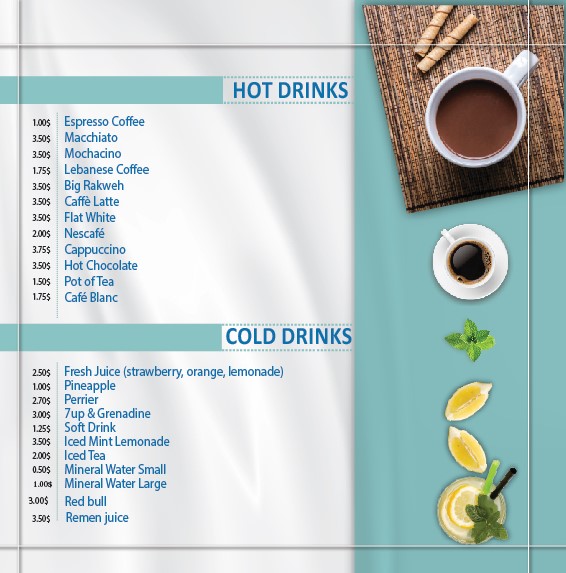 HOT DRINKS
1.00$ Espresso Coffee
3.50$ Macchiato
3.50$ Mochacino
1.75$ Lebanese Coffee
3.50$ Big Rakweh
3.50$ Caffè Latte
3.50$ Flat White
2.00$ Nescafé
3.75$ Cappuccino
3.50$ Hot Chocolate
1.50$ Pot of Tea
1.75$ Café Blanc
COLD DRINKS
2.50$ Fresh Juice (strawberry, orange, lemonade)
1.00$ Pineapple
2.70$ Perrier
3.00$ 7up & Grenadine
1.25$ Soft Drink
3.50$ Iced Mint Lemonade
2.00$ Iced Tea
0.50$ Mineral Water Small
1.00$ Mineral Water Large
3.00$ Red bull
3.50$ Remen juice